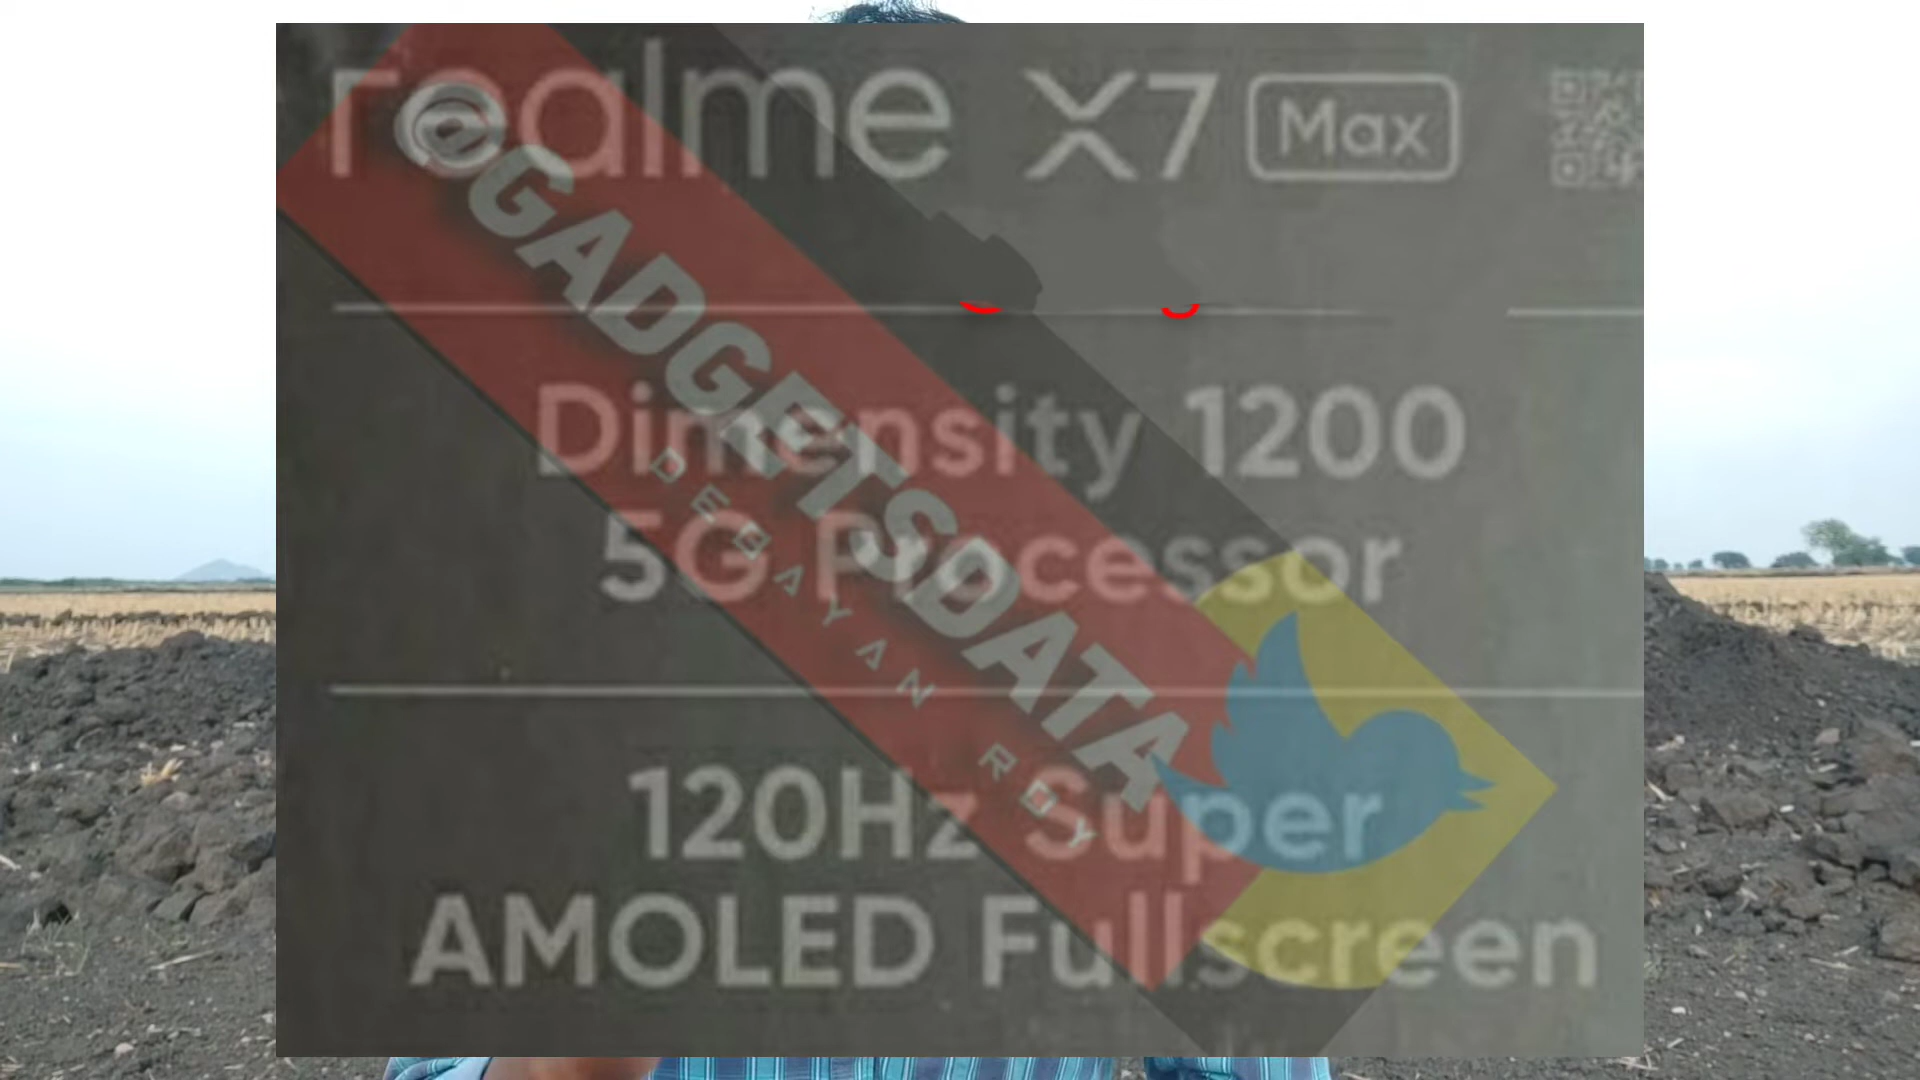 realme X7 Max
@GADGETSDATA
DEBAYAN ROY
Dimensity 1200
5G Processor
120Hz Super
AMOLED Fullscreen